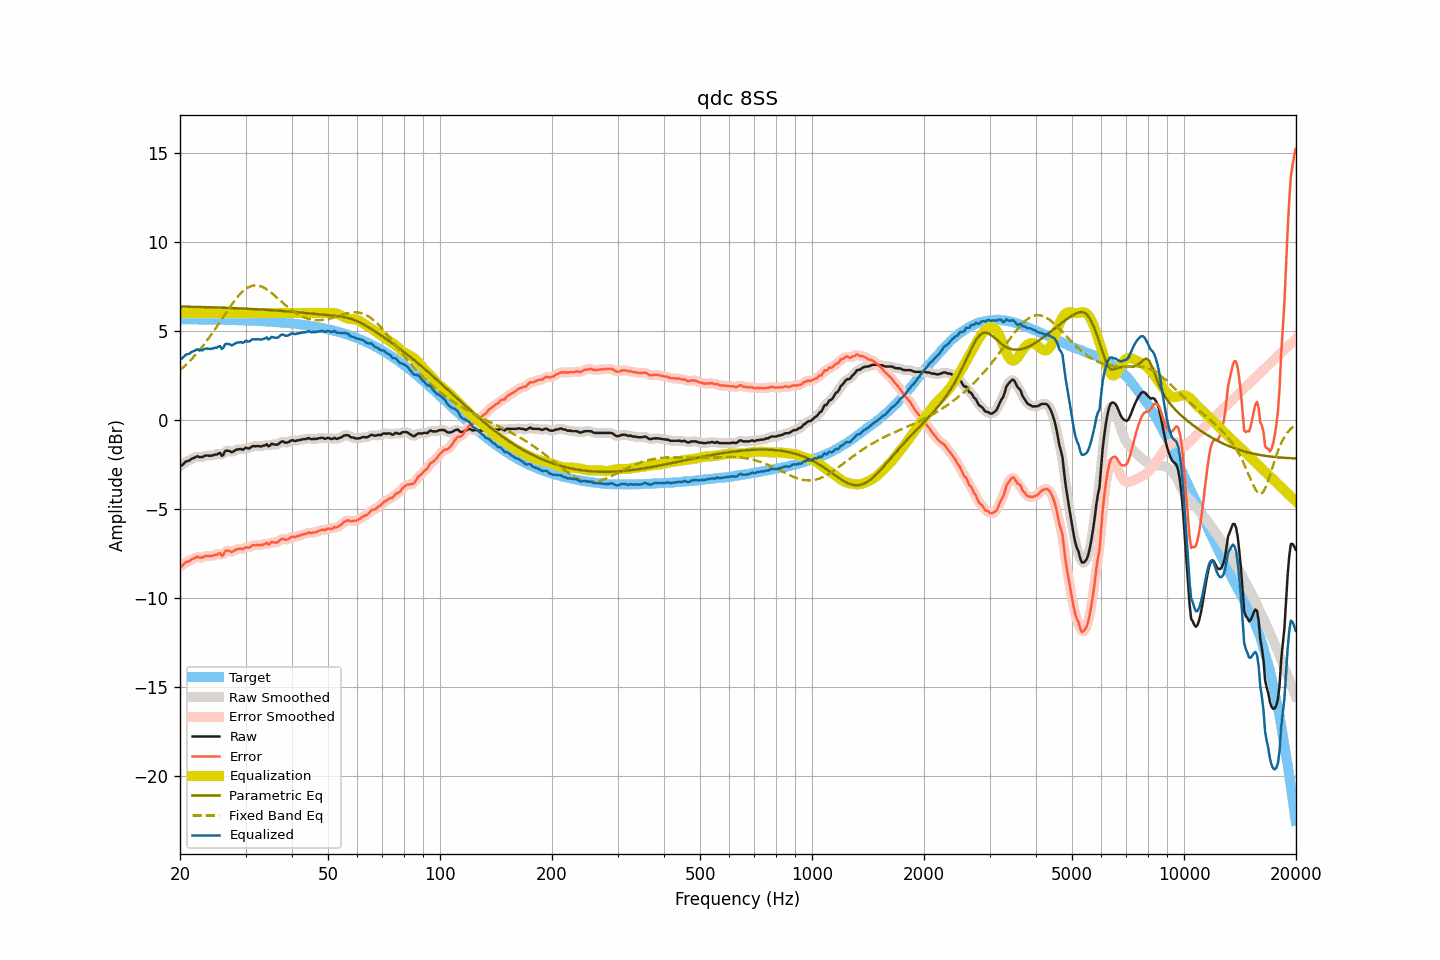 qdc 8SS
15
10
5
0
−5
−10
−15
−20
Amplitude (dBr)
Target
Raw Smoothed
Error Smoothed
Raw
Error
Equalization
Parametric Eq
Fixed Band Eq
Equalized
20 50 100 200 500 1000 2000 5000 10000 20000
Frequency (Hz)